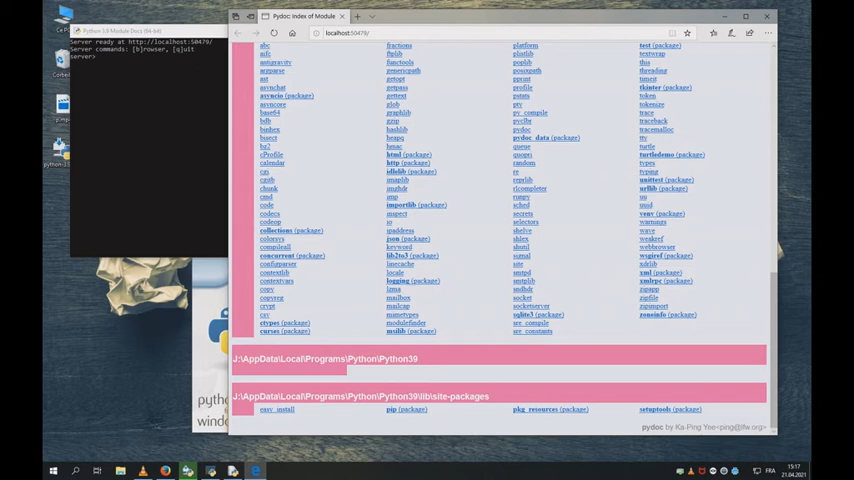 Pydoc: Index of Module
Python 3.9 Module Docs (64-bit)
localhost:50479/
Server ready at http://localhost:50479/
Server commands: [b]rowser, [q]uit
server>
Ca PC
Corbeil
python-3.9
abc fractions platform test (package)
aifc ftplib plistlib textwrap
antigravity functools poplib this
argparse genericpath posixpath threading
ast getopt pprint timeit
asynchat getpass profile tkinter (package)
asyncio (package) gettext pstats token
asyncore glob pty tokenize
base64 graphlib py_compile trace
bdb gzip pyclbr traceback
binhex hashlib pydoc tracemalloc
bisect heapq pydoc_data (package) tty
bz2 hmac queue turtle
cProfile html (package) quopri turtledemo (package)
calendar http (package) random types
cgi idlelib (package) re typing
cgitb imaplib reprlib unittest (package)
chunk imghdr rlcompleter urllib (package)
cmd imp runpy uu
code importlib (package) sched uuid
codecs inspect secrets venv (package)
codeop io selectors warnings
collections (package) ipaddress shelve wave
colorsys json (package) shlex weakref
compileall keyword shutil webbrowser
concurrent (package) lib2to3 (package) signal wsgiref (package)
configparser linecache site xdrlib
contextlib locale smtpd xml (package)
contextvars logging (package) smtplib xmlrpc (package)
copy lzma sndhdr zipapp
copyreg mailbox socket zipfile
crypt mailcap socketserver zipimport
csv mimetypes sqlite3 (package) zoneinfo (package)
ctypes (package) modulefinder sre_compile
curses (package) msilib (package) sre_constants
J:\AppData\Local\Programs\Python\Python39
J:\AppData\Local\Programs\Python\Python39\lib\site-packages
easy_install pip (package) pkg_resources (package) setuptools (package)
pydoc by Ka-Ping Yee<ping@lfw.org>
pytho
windo
FRA
15:17
21.04.2021